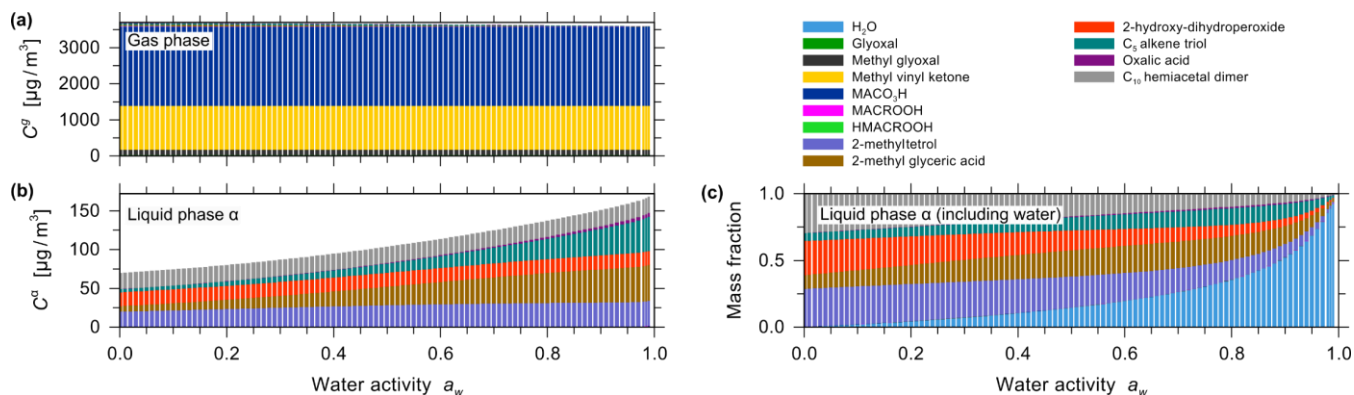 (a)
Gas phase
C^g [µg / m³]
3000
2000
1000
0
(b)
Liquid phase α
C^α [µg / m³]
150
100
50
0
0.0 0.2 0.4 0.6 0.8 1.0
Water activity a_w
H₂O
Glyoxal
Methyl glyoxal
Methyl vinyl ketone
MACO₃H
MACROOH
HMACROOH
2-methyltetrol
2-methyl glyceric acid
2-hydroxy-dihydroperoxide
C₅ alkene triol
Oxalic acid
C₁₀ hemiacetal dimer
(c)
Liquid phase α (including water)
Mass fraction
1.0
0.5
0.0
0.0 0.2 0.4 0.6 0.8 1.0
Water activity a_w